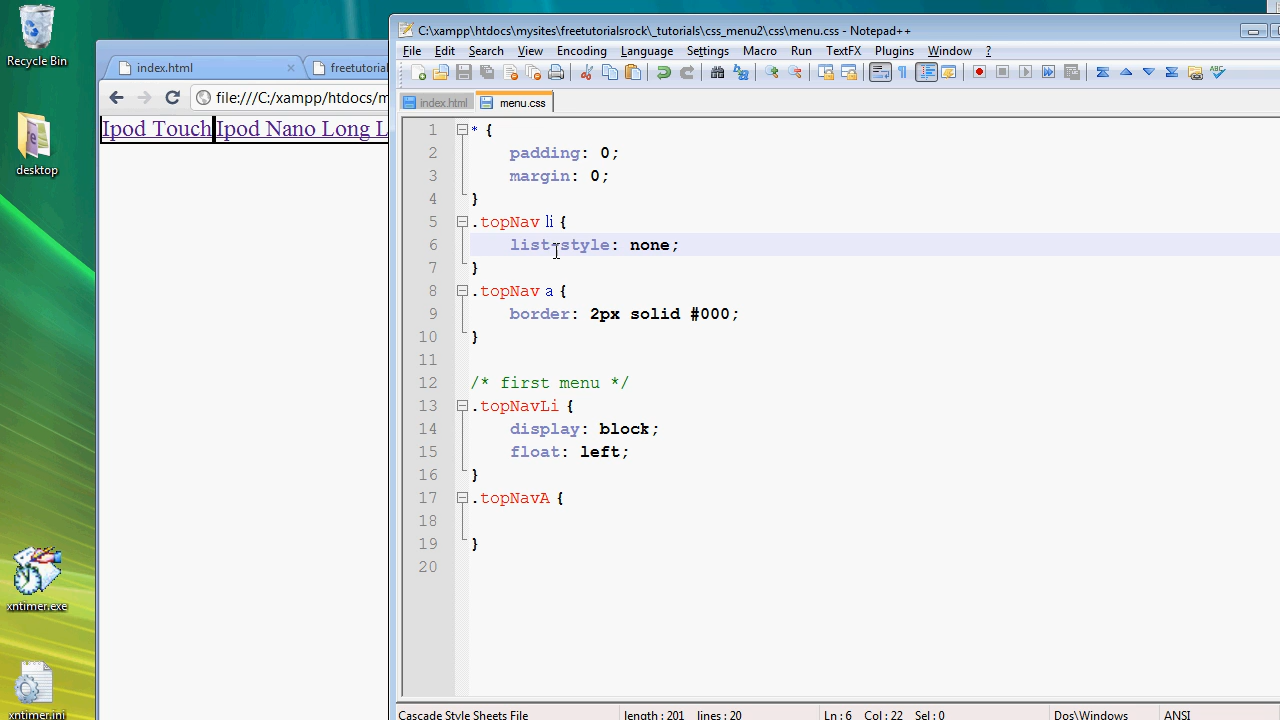 Recycle Bin
desktop
xntimer.exe
xntimer.ini
index.html
freetutorials
file:///C:/xampp/htdocs/m
Ipod Touch Ipod Nano Long L
C:\xampp\htdocs\mysites\freetutorialsrock\_tutorials\css_menu2\css\menu.css - Notepad++
File Edit Search View Encoding Language Settings Macro Run TextFX Plugins Window ?
index.html menu.css
1 * {
2 padding: 0;
3 margin: 0;
4 }
5 .topNav li {
6 list-style: none;
7 }
8 .topNav a {
9 border: 2px solid #000;
10 }
11
12 /* first menu */
13 .topNavLi {
14 display: block;
15 float: left;
16 }
17 .topNavA {
18
19 }
20
Cascade Style Sheets File length : 201 lines : 20 Ln : 6 Col : 22 Sel : 0 Dos\Windows ANSI